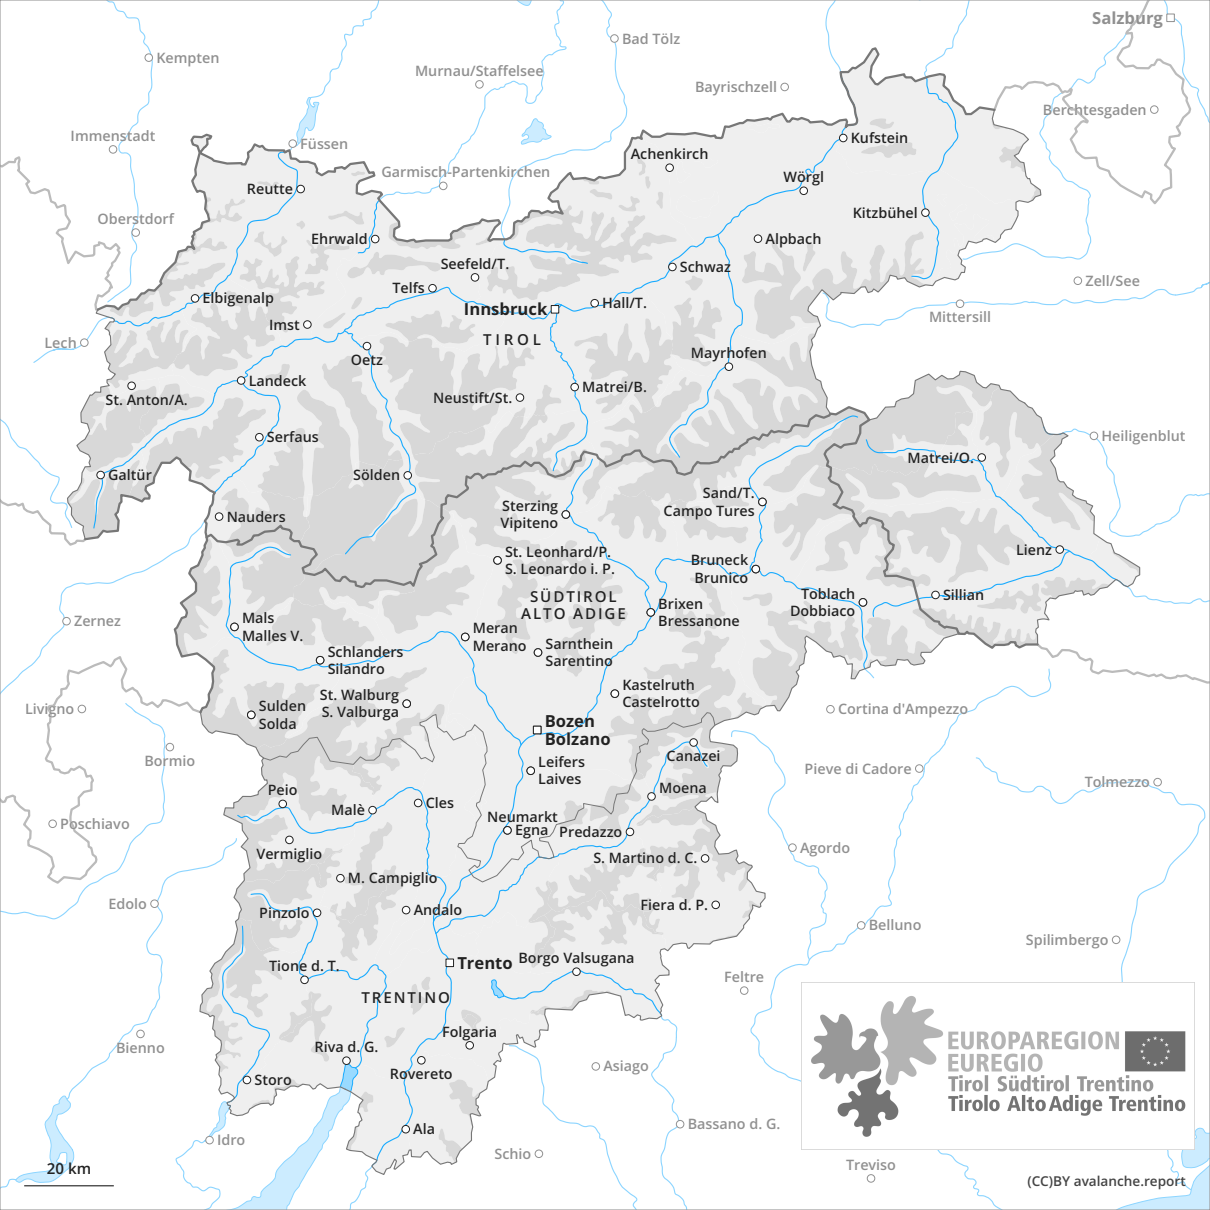 Salzburg
Bad Tölz
Kempten
Murnau/Staffelsee
Bayrischzell
Berchtesgaden
Immenstadt
Füssen
Kufstein
Achenkirch
Garmisch-Partenkirchen
Wörgl
Reutte
Oberstdorf
Kitzbühel
Ehrwald
Alpbach
Seefeld/T.
Schwaz
Zell/See
Telfs
Elbigenalp
Hall/T.
Innsbruck
Mittersill
Imst
TIROL
Lech
Mayrhofen
Oetz
Landeck
Matrei/B.
St. Anton/A.
Neustift/St.
Serfaus
Heiligenblut
Matrei/O.
Galtür
Sölden
Sand/T.
Campo Tures
Sterzing
Vipiteno
Nauders
St. Leonhard/P.
S. Leonardo i. P.
Lienz
Bruneck
Brunico
SÜDTIROL
ALTO ADIGE
Toblach
Dobbiaco
Sillian
Brixen
Bressanone
Zernez
Mals
Malles V.
Meran
Merano
Sarnthein
Sarentino
Schlanders
Silandro
Kastelruth
Castelrotto
St. Walburg
S. Valburga
Livigno
Sulden
Solda
Cortina d'Ampezzo
Bozen
Bolzano
Bormio
Canazei
Leifers
Laives
Pieve di Cadore
Tolmezzo
Peio
Moena
Malè
Cles
Neumarkt
Egna
Predazzo
Poschiavo
Vermiglio
Agordo
S. Martino d. C.
M. Campiglio
Edolo
Pinzolo
Andalo
Fiera d. P.
Belluno
Spilimbergo
Borgo Valsugana
Trento
Tione d. T.
Feltre
TRENTINO
Folgaria
Bienno
Riva d. G.
Rovereto
Asiago
Storo
EUROPAREGION
EUREGIO
Tirol Südtirol Trentino
Tirolo Alto Adige Trentino
Ala
Bassano d. G.
Idro
Schio
Treviso
20 km
(CC)BY avalanche.report